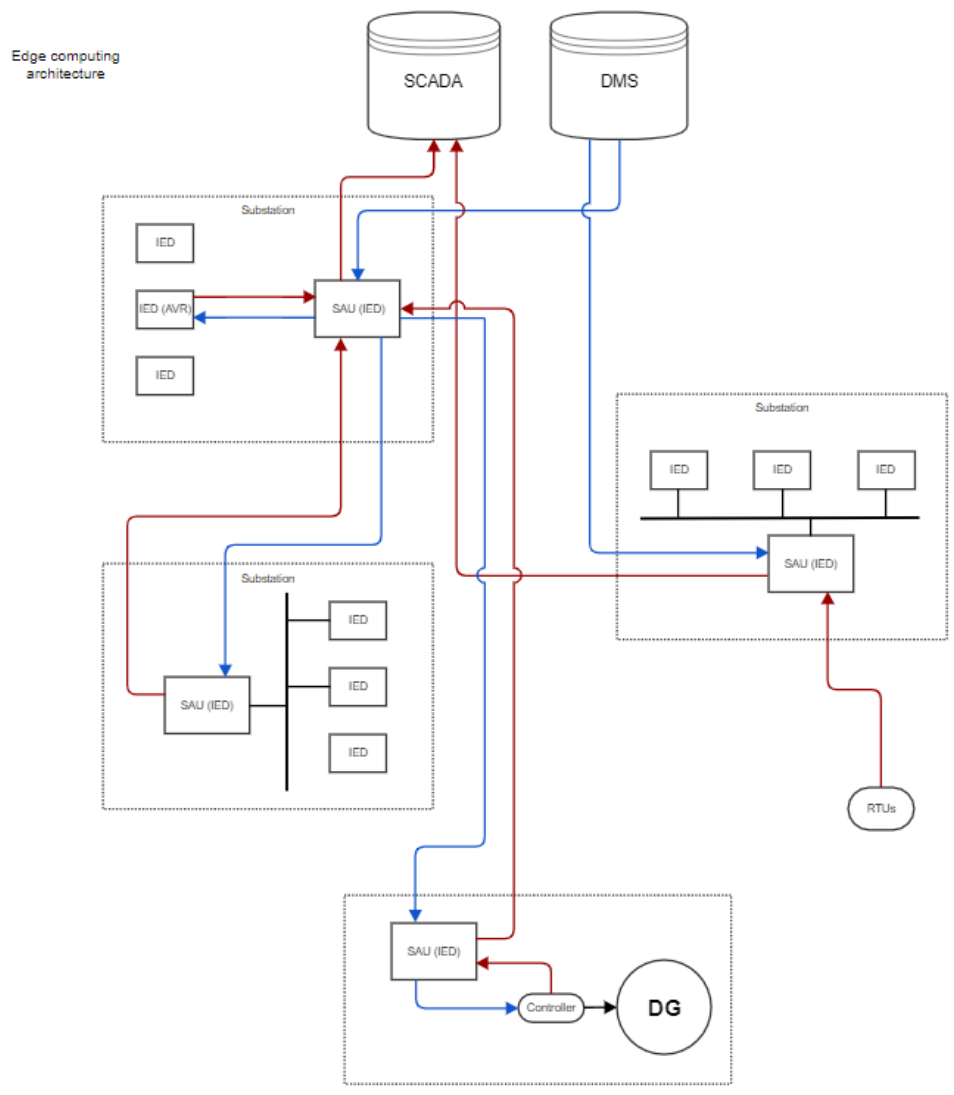 Edge computing
architecture
SCADA
DMS
Substation
IED
IED (AVR)
SAU (IED)
IED
Substation
IED
IED
IED
SAU (IED)
Substation
IED
IED
SAU (IED)
IED
RTUs
SAU (IED)
Controller
DG